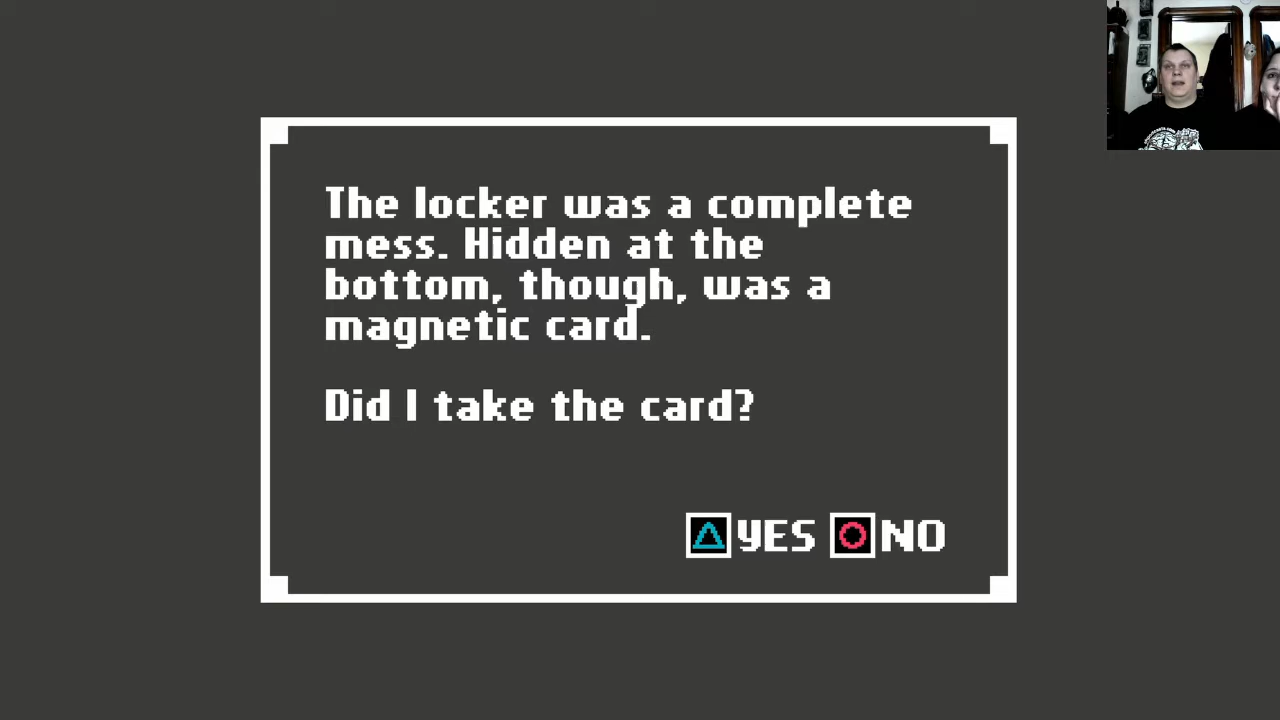 The locker was a complete
mess. Hidden at the
bottom, though, was a
magnetic card.
Did I take the card?
YES NO